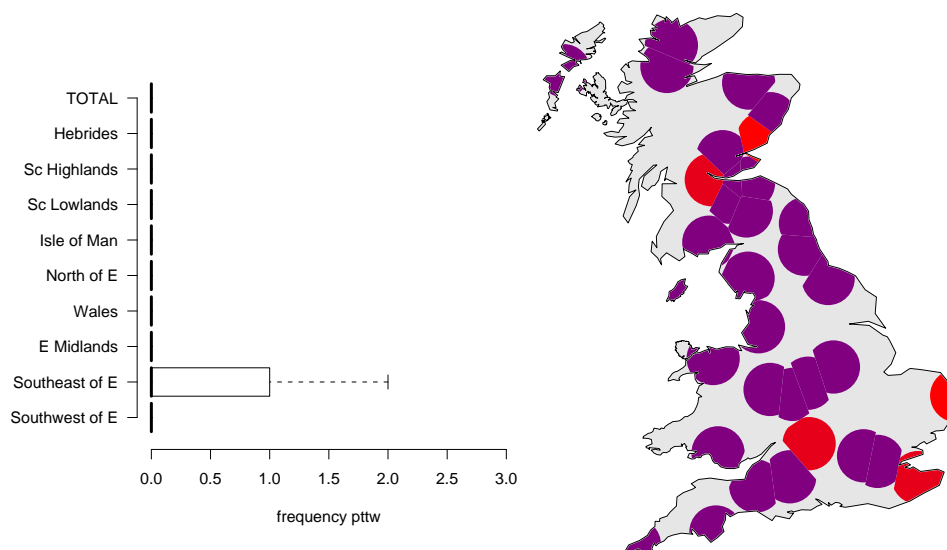 TOTAL
Hebrides
Sc Highlands
Sc Lowlands
Isle of Man
North of E
Wales
E Midlands
Southeast of E
Southwest of E
0.0 0.5 1.0 1.5 2.0 2.5 3.0
frequency pttw